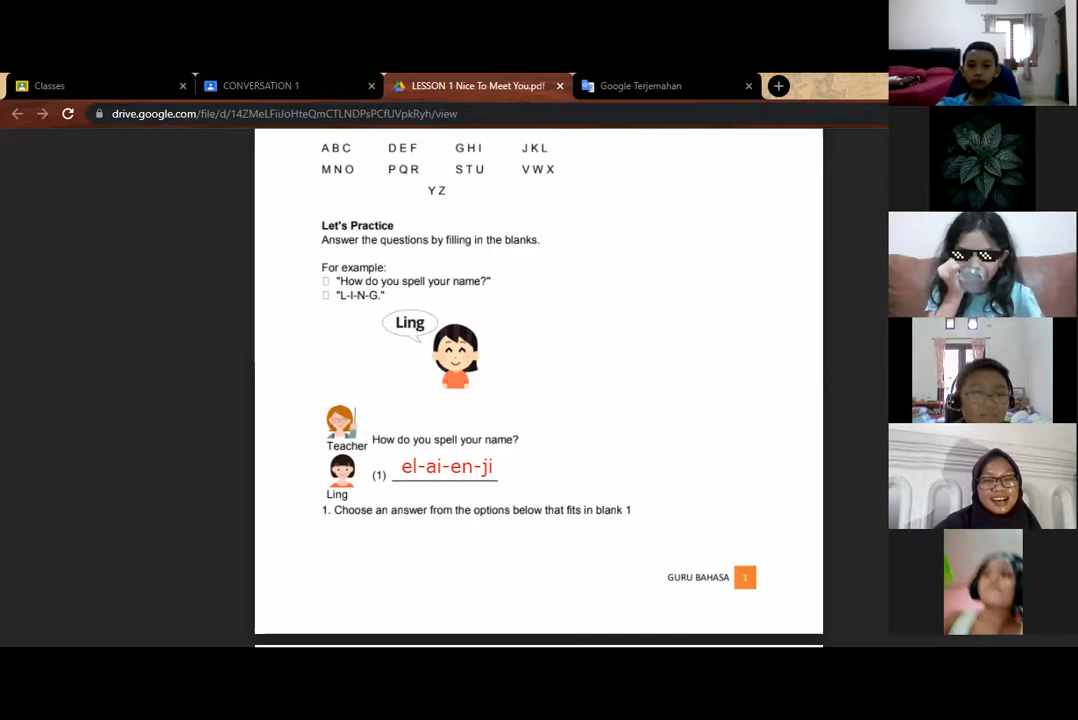 Classes
CONVERSATION 1
LESSON 1 Nice To Meet You.pdf
Google Terjemahan
drive.google.com/file/d/14ZMeLFiiJoHteQmCTLNDPsPCfUVpkRyh/view
A B C D E F G H I J K L
M N O P Q R S T U V W X
Y Z
Let's Practice
Answer the questions by filling in the blanks.
For example:
"How do you spell your name?"
"L-I-N-G."
Ling
How do you spell your name?
Teacher
(1) el-ai-en-ji
Ling
1. Choose an answer from the options below that fits in blank 1
GURU BAHASA 1